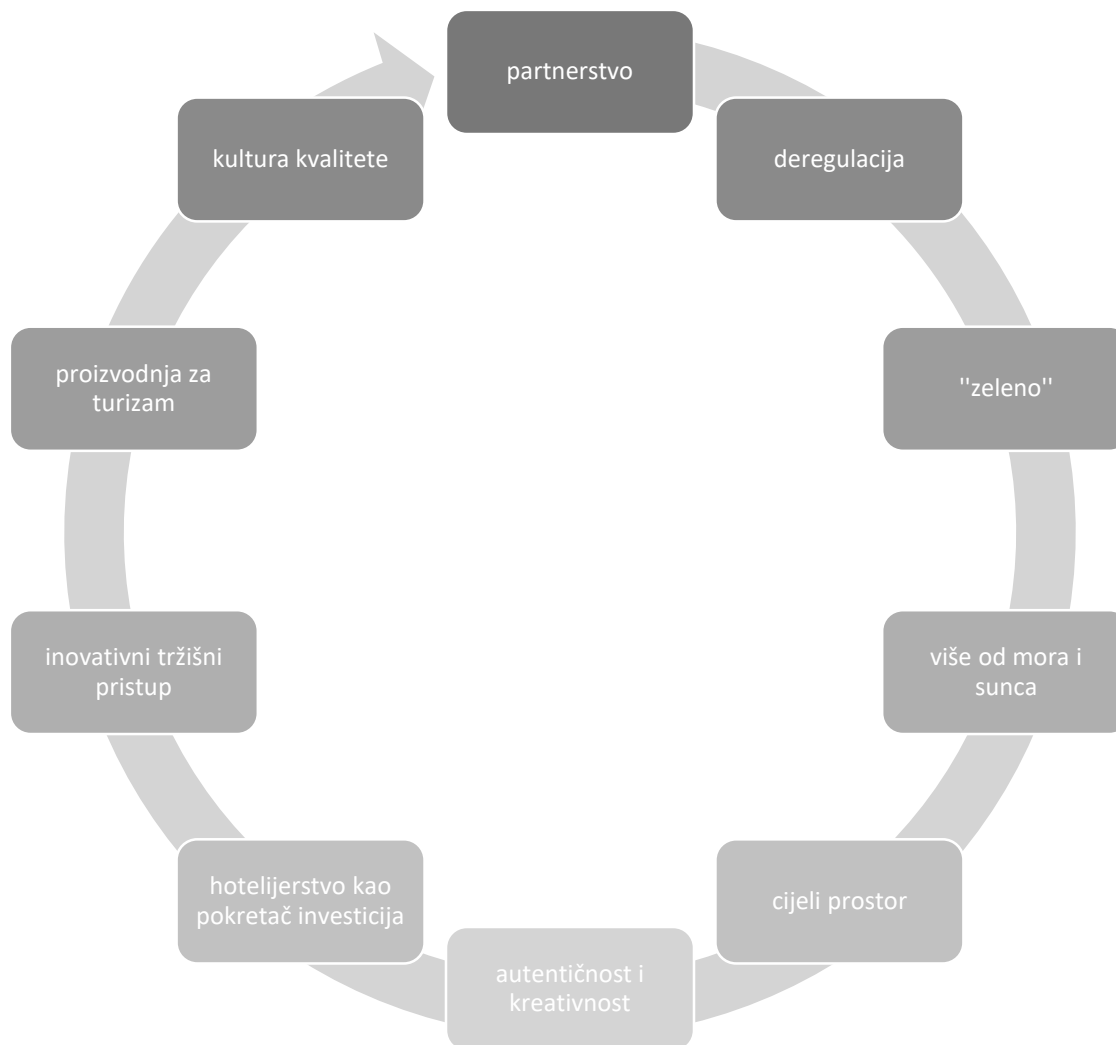 partnerstvo
deregulacija
"zeleno"
više od mora i
sunca
cijeli prostor
autentičnost i
kreativnost
hotelijerstvo kao
pokretač investicija
inovativni tržišni
pristup
proizvodnja za
turizam
kultura kvalitete